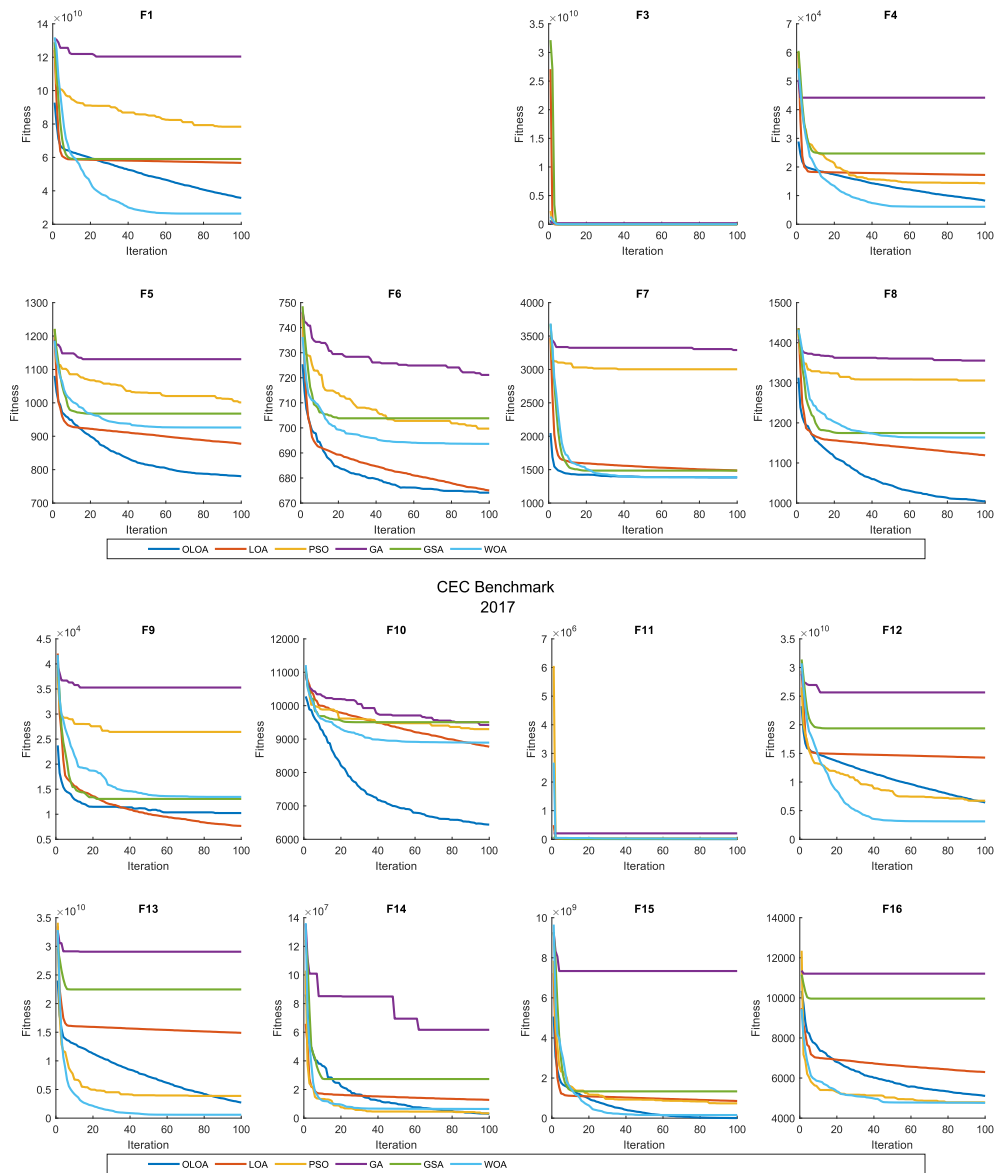 F1
×10^10
Fitness
14
12
10
8
6
4
2
0 20 40 60 80 100
Iteration
F3
×10^10
Fitness
3.5
3
2.5
2
1.5
1
0.5
0
0 20 40 60 80 100
Iteration
F4
×10^4
Fitness
7
6
5
4
3
2
1
0
0 20 40 60 80 100
Iteration
F5
Fitness
1300
1200
1100
1000
900
800
700
0 20 40 60 80 100
Iteration
F6
Fitness
750
740
730
720
710
700
690
680
670
0 20 40 60 80 100
Iteration
F7
Fitness
4000
3500
3000
2500
2000
1500
1000
0 20 40 60 80 100
Iteration
F8
Fitness
1500
1400
1300
1200
1100
1000
0 20 40 60 80 100
Iteration
OLOA LOA PSO GA GSA WOA
CEC Benchmark
2017
F9
×10^4
Fitness
4.5
4
3.5
3
2.5
2
1.5
1
0.5
0 20 40 60 80 100
Iteration
F10
Fitness
12000
11000
10000
9000
8000
7000
6000
0 20 40 60 80 100
Iteration
F11
×10^6
Fitness
7
6
5
4
3
2
1
0
0 20 40 60 80 100
Iteration
F12
×10^10
Fitness
3.5
3
2.5
2
1.5
1
0.5
0
0 20 40 60 80 100
Iteration
F13
×10^10
Fitness
3.5
3
2.5
2
1.5
1
0.5
0
0 20 40 60 80 100
Iteration
F14
×10^7
Fitness
14
12
10
8
6
4
2
0
0 20 40 60 80 100
Iteration
F15
×10^9
Fitness
10
8
6
4
2
0
0 20 40 60 80 100
Iteration
F16
Fitness
14000
12000
10000
8000
6000
4000
0 20 40 60 80 100
Iteration
OLOA LOA PSO GA GSA WOA